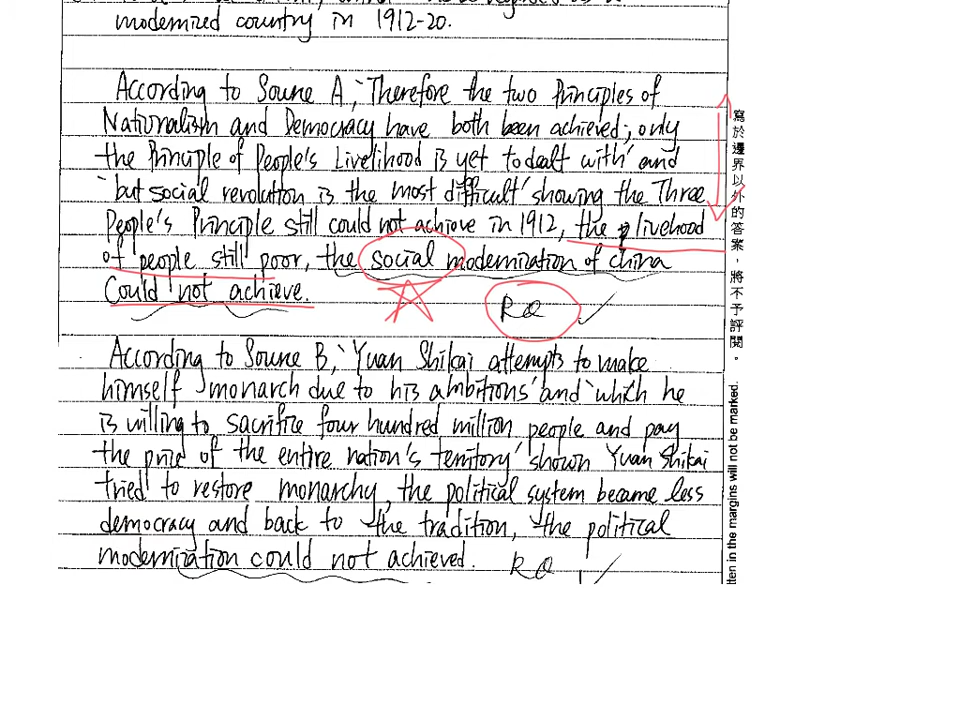 modernized country in 1912-20.
According to Source A, "Therefore the two Principles of
Nationalism and Democracy have both been achieved, only
the Principle of People's Livelihood is yet to dealt with" and
"but social revolution is the most difficult" showing the Three
People's Principle still could not achieve in 1912, the livehood
of people still poor, the social modernization of China
could not achieve.
RQ
According to Source B, "Yuan Shikai attempts to make
himself monarch due to his ambitions" and "which he
is willing to sacrifice four hundred million people and pay
the price of the entire nation's territory" shown Yuan Shikai
tried to restore monarchy, the political system became less
democracy and back to the tradition, the political
modernization could not achieved.
RQ
寫於邊界以外的答案，將不予評閱。
tten in the margins will not be marked.